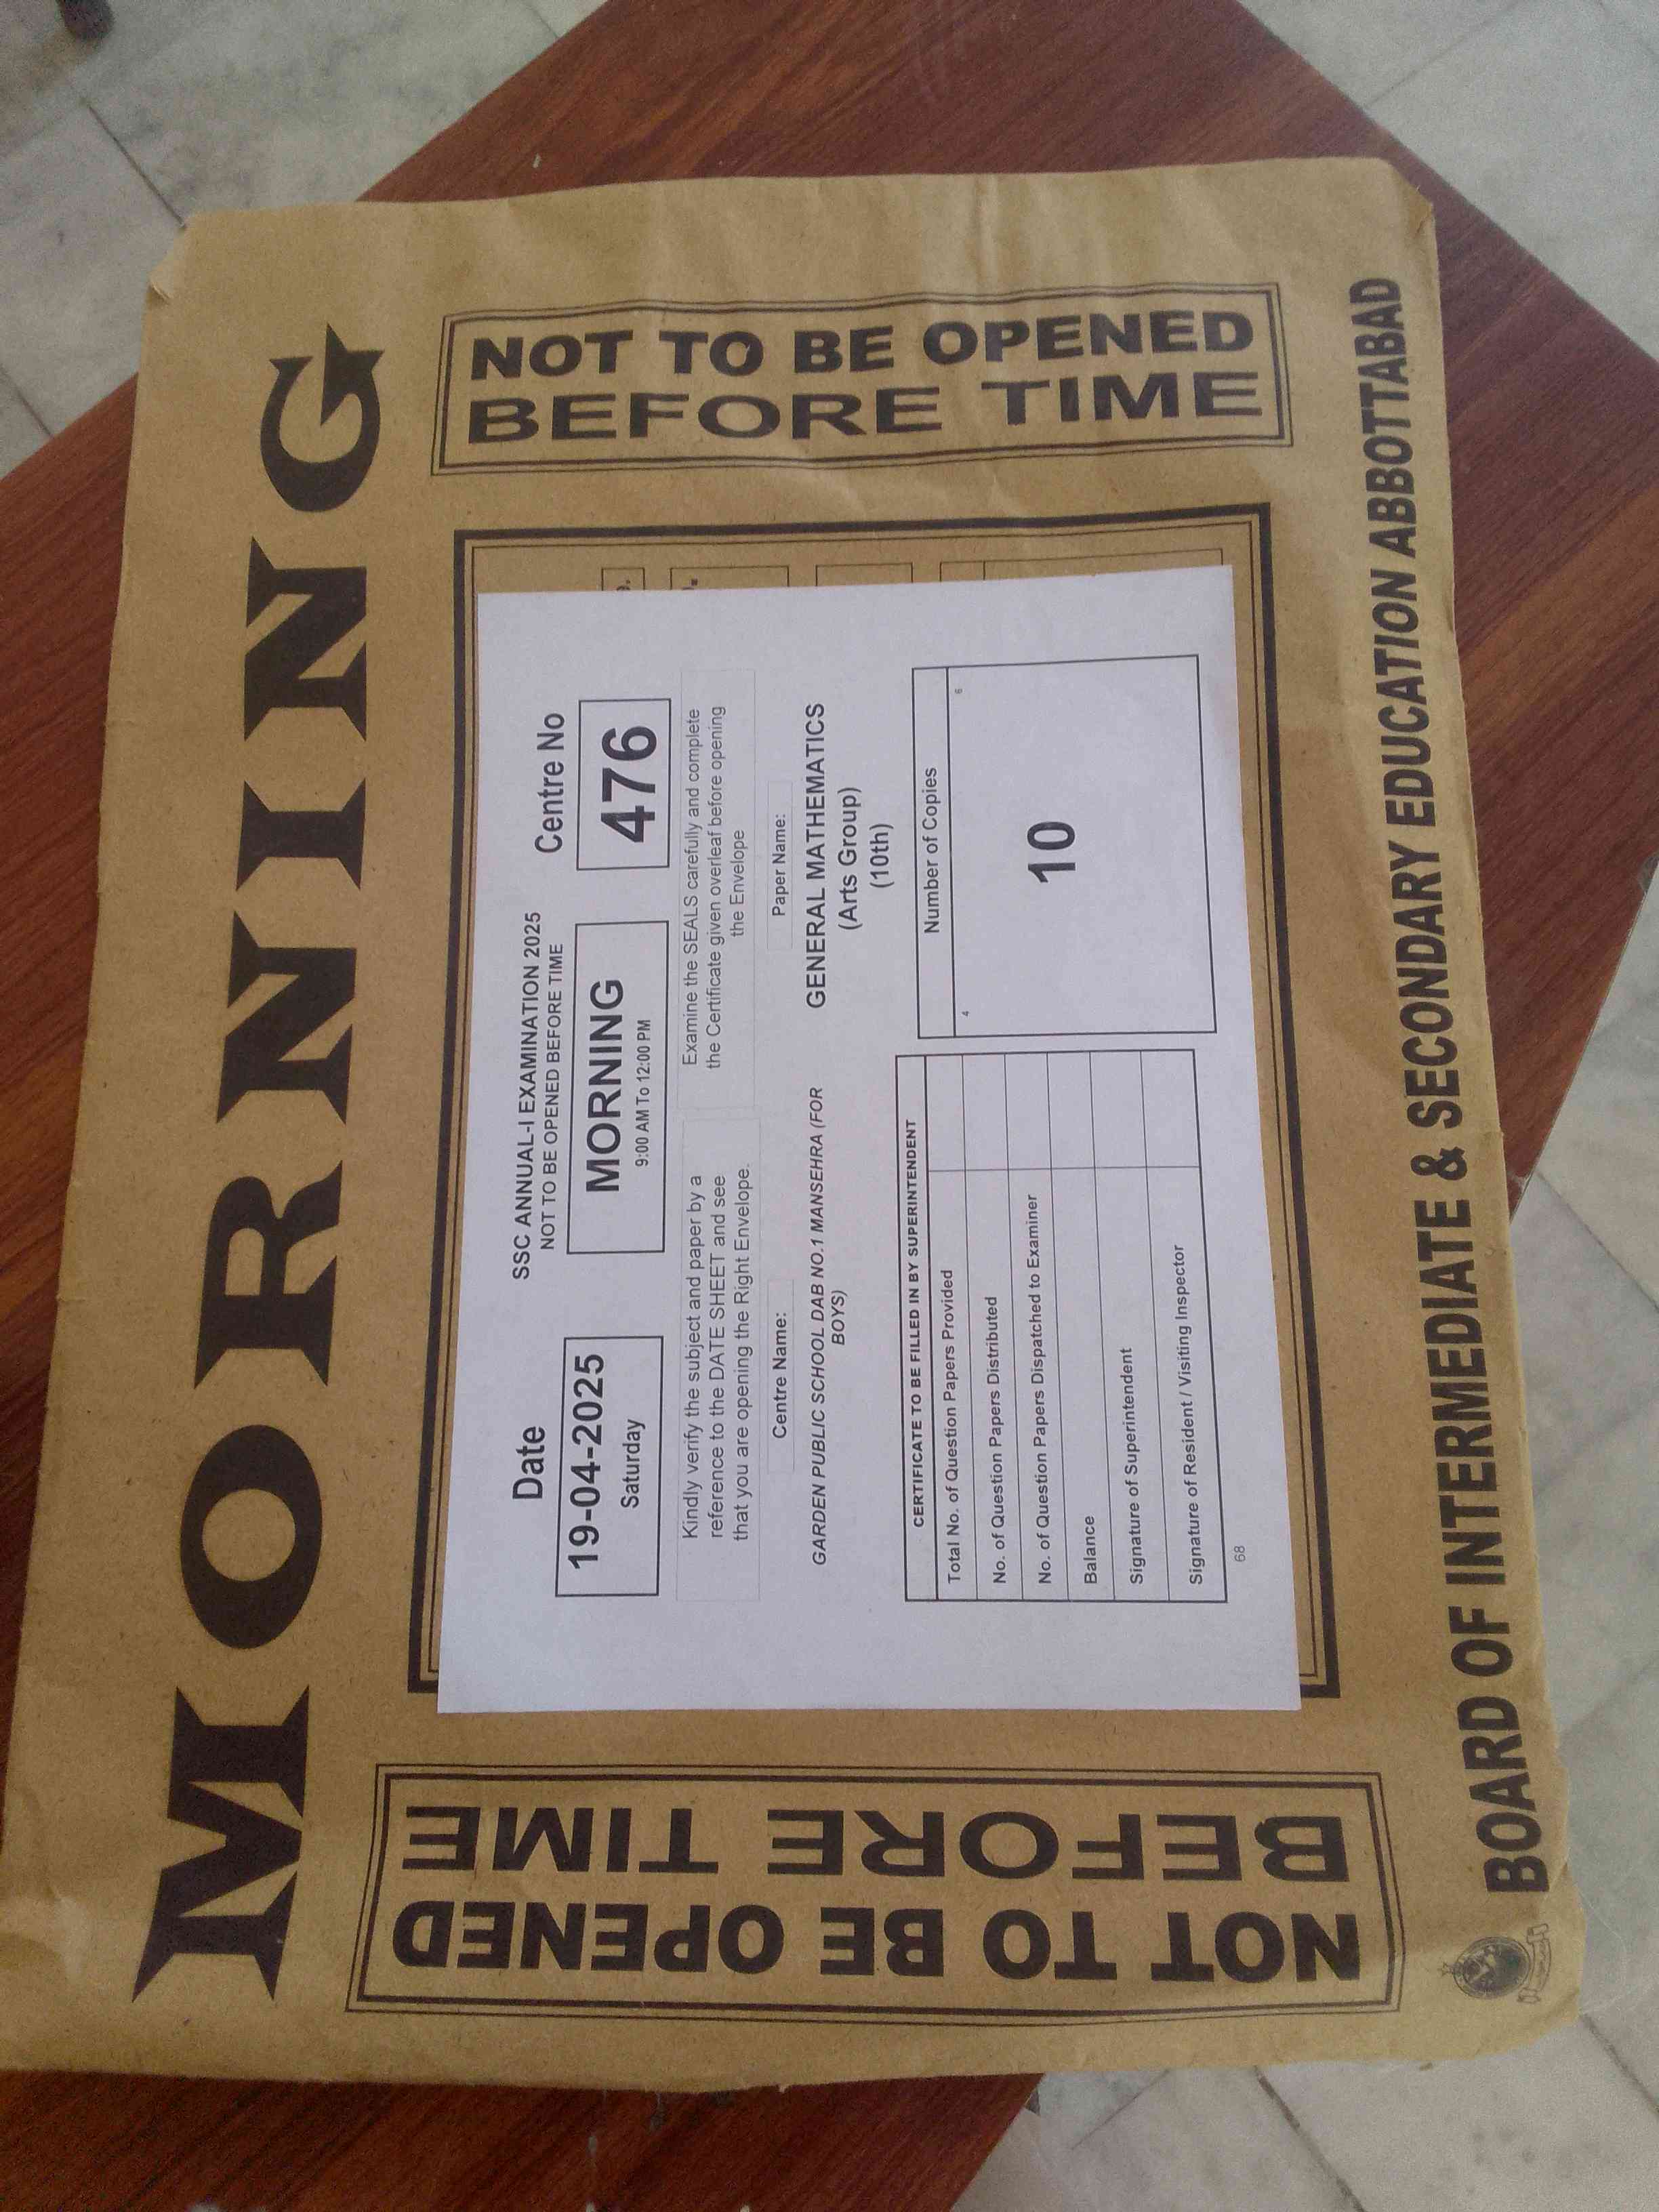 MORNING
NOT TO BE OPENED
BEFORE TIME
SSC ANNUAL-I EXAMINATION 2025
NOT TO BE OPENED BEFORE TIME
Date
19-04-2025
Saturday
MORNING
9:00 AM To 12:00 PM
Centre No
476
Kindly verify the subject and paper by a
reference to the DATE SHEET and see
that you are opening the Right Envelope.
Examine the SEALS carefully and complete
the Certificate given overleaf before opening
the Envelope
Centre Name:
GARDEN PUBLIC SCHOOL DAB NO.1 MANSEHRA (FOR
BOYS)
Paper Name:
GENERAL MATHEMATICS
(Arts Group)
(10th)
CERTIFICATE TO BE FILLED IN BY SUPERINTENDENT
Total No. of Question Papers Provided
No. of Question Papers Distributed
No. of Question Papers Dispatched to Examiner
Balance
Signature of Superintendent
Signature of Resident / Visiting Inspector
Number of Copies
4
6
10
68
NOT TO BE OPENED
BEFORE TIME
BOARD OF INTERMEDIATE & SECONDARY EDUCATION ABBOTTABAD